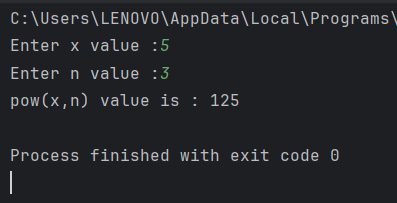 C:\Users\LENOVO\AppData\Local\Programs\
Enter x value :5
Enter n value :3
pow(x,n) value is : 125
Process finished with exit code 0